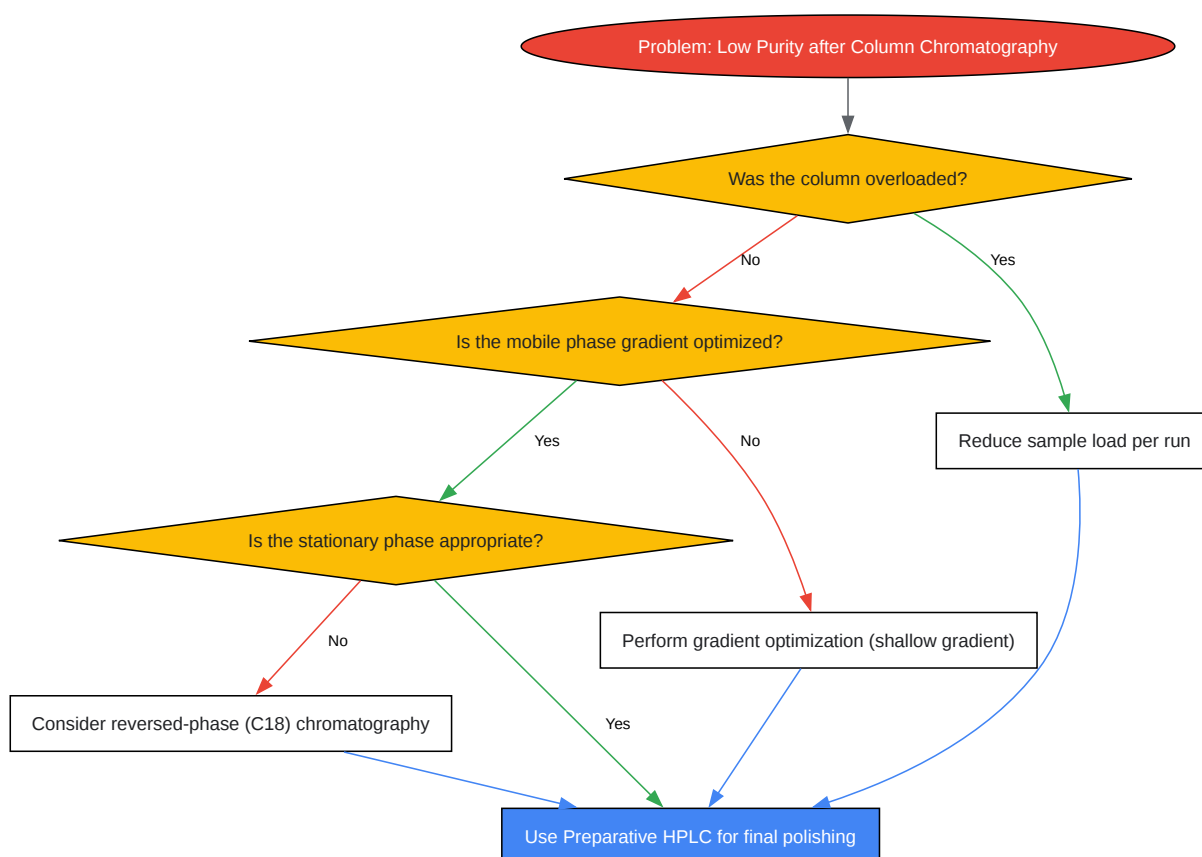 Problem: Low Purity after Column Chromatography
Was the column overloaded?
No
Yes
Is the mobile phase gradient optimized?
Yes
No
Reduce sample load per run
Is the stationary phase appropriate?
No
Perform gradient optimization (shallow gradient)
Consider reversed-phase (C18) chromatography
Yes
Use Preparative HPLC for final polishing